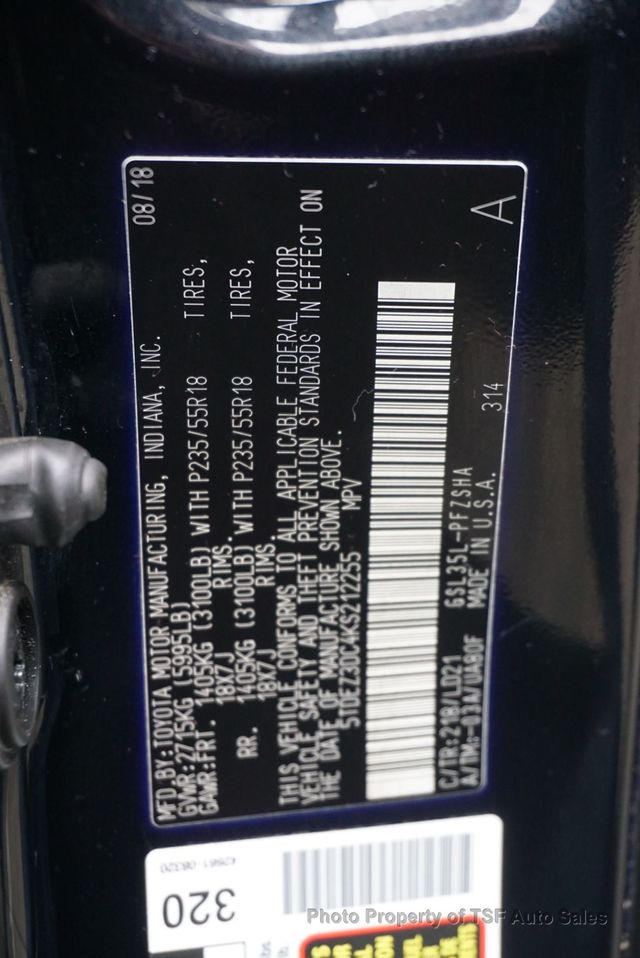 MFD.BY:TOYOTA MOTOR MANUFACTURING, INDIANA, INC. 08/18
GVWR:2715KG (5995LB)
GAWR:FRT. 1405KG (3100LB) WITH P235/55R18 TIRES,
18X7J RIMS.
RR. 1405KG (3100LB) WITH P235/55R18 TIRES,
18X7J RIMS.
THIS VEHICLE CONFORMS TO ALL APPLICABLE FEDERAL MOTOR
VEHICLE SAFETY AND THEFT PREVENTION STANDARDS IN EFFECT ON
THE DATE OF MANUFACTURE SHOWN ABOVE.
5TDEZ3DC4KS212255 MPV
C/TR:218/LD21 GSL35L-PFZSHA 314 A
A/TM:-03A/UA80F MADE IN U.S.A.
42661-08320
320
lbs
Photo Property of TSF Auto Sales